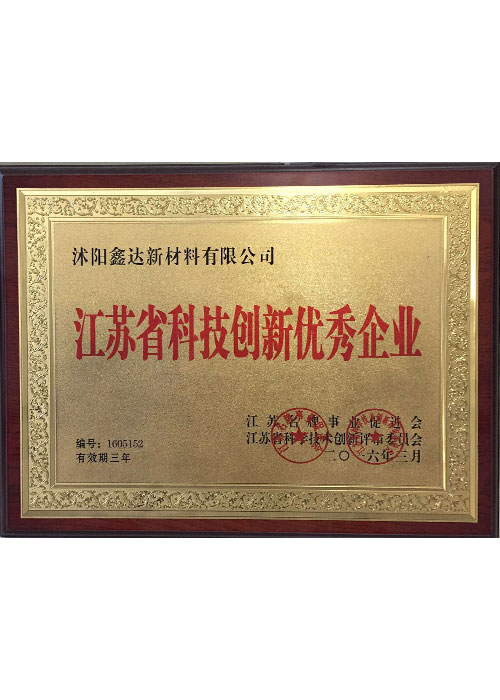 沭阳鑫达新材料有限公司
江苏省科技创新优秀企业
江苏名牌事业促进会
江苏省科学技术创新评审委员会
编号：1605152
有效期三年
二〇一六年三月